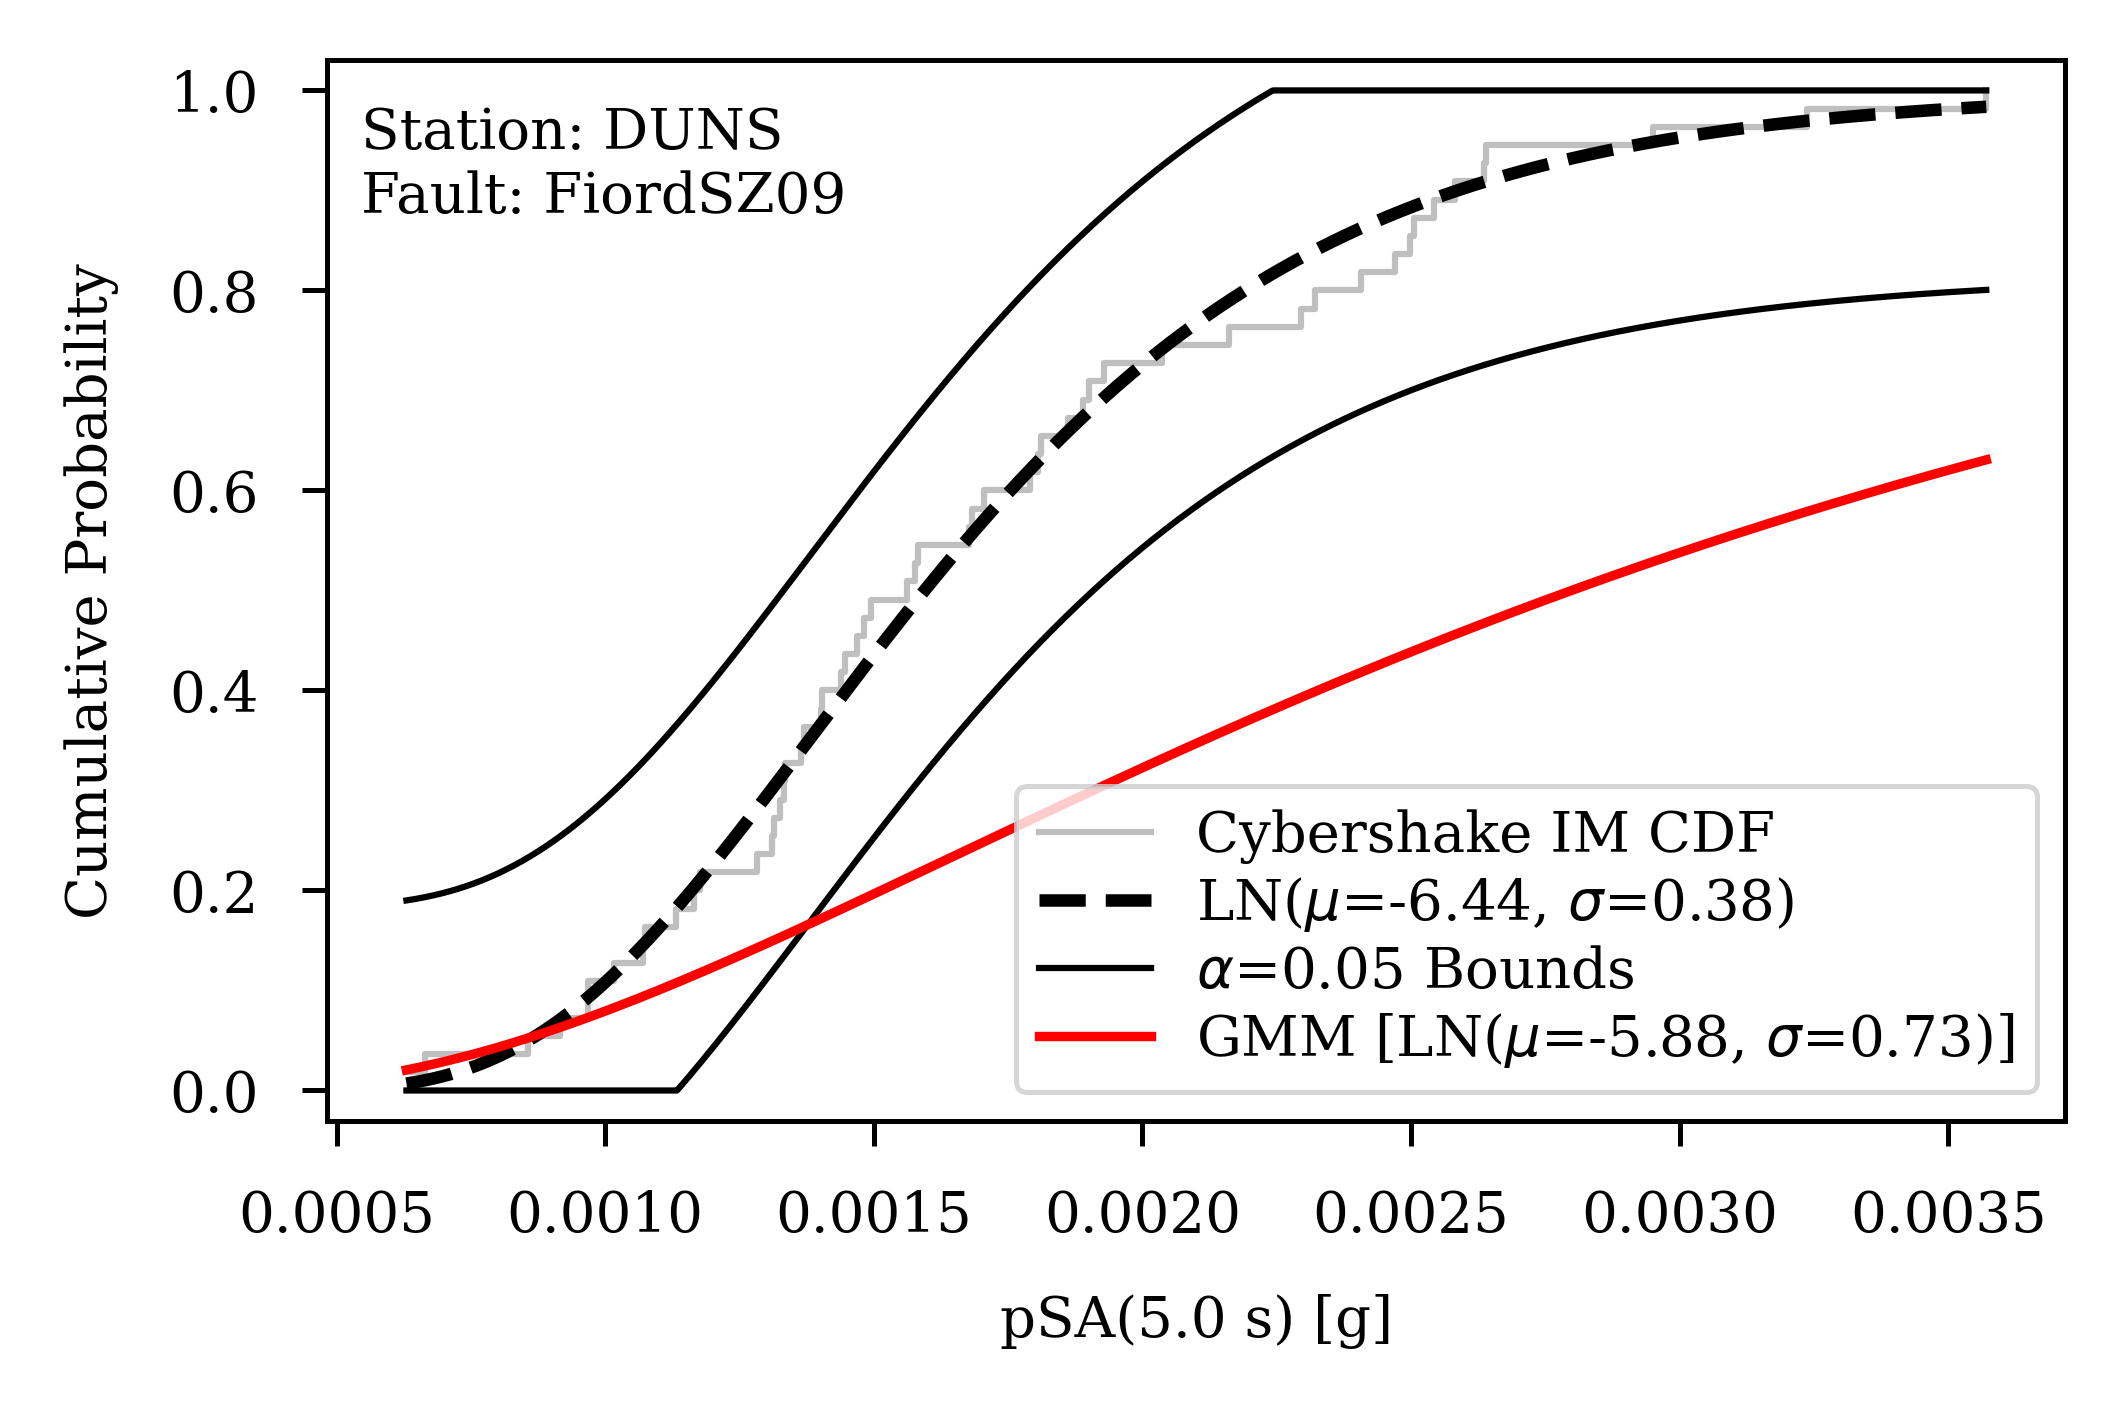 Station: DUNS
Fault: FiordSZ09
Cumulative Probability
1.0
0.8
0.6
0.4
0.2
0.0
Cybershake IM CDF
LN(μ=-6.44, σ=0.38)
α=0.05 Bounds
GMM [LN(μ=-5.88, σ=0.73)]
0.0005 0.0010 0.0015 0.0020 0.0025 0.0030 0.0035
pSA(5.0 s) [g]